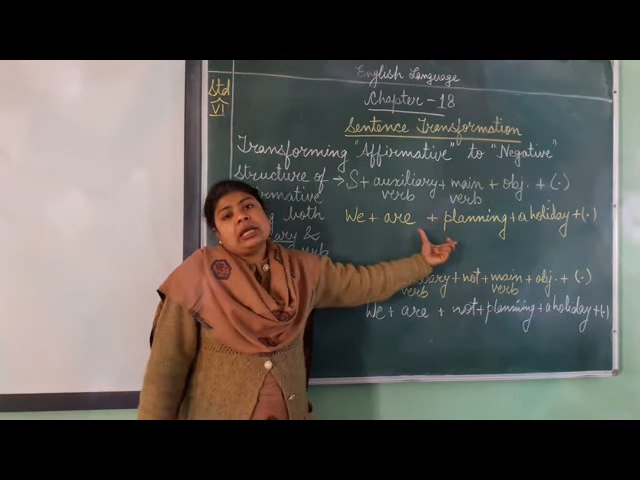 English Language
Chapter - 18
Std
VI
Sentence Transformation
Transforming "Affirmative" to "Negative"
Structure of → S + auxiliary + main + obj. + (.)
verb verb
We + are + planning + a holiday + (.)
both
&
+ not + main + obj. + (.)
verb verb
We + are + not + planning + a holiday + (.)